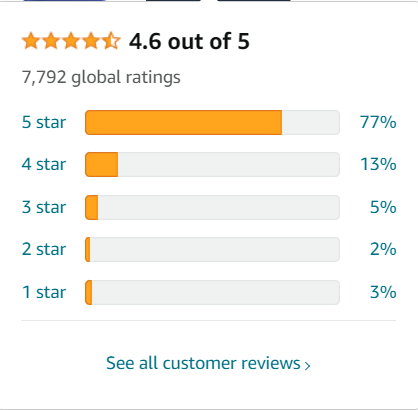 4.6 out of 5
7,792 global ratings
5 star 77%
4 star 13%
3 star 5%
2 star 2%
1 star 3%
See all customer reviews ›